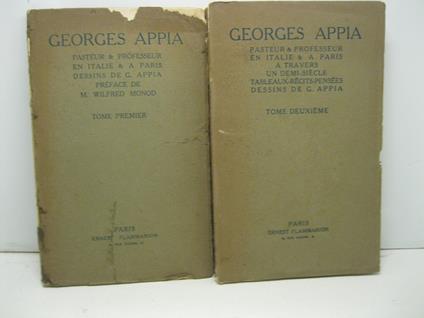 GEORGES APPIA
PASTEUR & PROFESSEUR
EN ITALIE & A PARIS
DESSINS DE G. APPIA
PRÉFACE DE
M. WILFRED MONOD
TOME PREMIER
PARIS
ERNEST FLAMMARION
GEORGES APPIA
PASTEUR & PROFESSEUR
EN ITALIE & A PARIS
A TRAVERS
UN DEMI-SIÈCLE
TABLEAUX-RÉCITS-PENSÉES
DESSINS DE G. APPIA
TOME DEUXIÈME
PARIS
ERNEST FLAMMARION